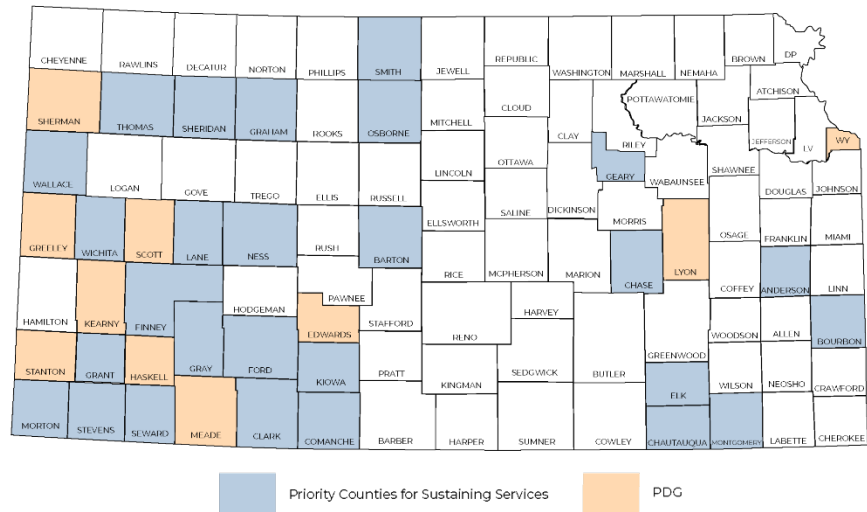 CHEYENNE RAWLINS DECATUR NORTON PHILLIPS SMITH JEWELL REPUBLIC WASHINGTON MARSHALL NEMAHA BROWN DP
SHERMAN THOMAS SHERIDAN GRAHAM ROOKS OSBORNE MITCHELL CLOUD CLAY RILEY POTTAWATOMIE JACKSON ATCHISON JEFFERSON LV WY
WALLACE LOGAN GOVE TREGO ELLIS RUSSELL LINCOLN OTTAWA SALINE DICKINSON GEARY WABAUNSEE SHAWNEE DOUGLAS JOHNSON
GREELEY WICHITA SCOTT LANE NESS RUSH BARTON ELLSWORTH RICE MCPHERSON MARION MORRIS CHASE LYON OSAGE FRANKLIN MIAMI
HAMILTON KEARNY FINNEY HODGEMAN PAWNEE EDWARDS STAFFORD RENO HARVEY COFFEY ANDERSON LINN
STANTON GRANT HASKELL GRAY FORD KIOWA PRATT KINGMAN SEDGWICK BUTLER GREENWOOD WOODSON ALLEN BOURBON
MORTON STEVENS SEWARD MEADE CLARK COMANCHE BARBER HARPER SUMNER COWLEY ELK CHAUTAUQUA WILSON MONTGOMERY NEOSHO LABETTE CRAWFORD CHEROKEE
Priority Counties for Sustaining Services PDG